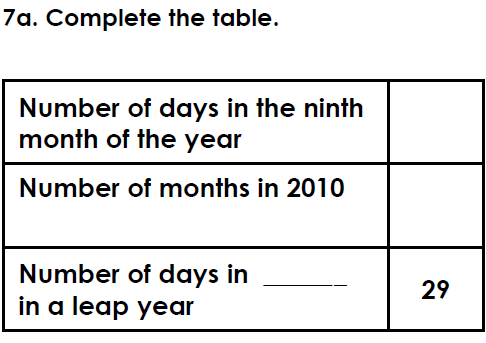 7a. Complete the table.
Number of days in the ninth
month of the year
Number of months in 2010
Number of days in ______
in a leap year
29